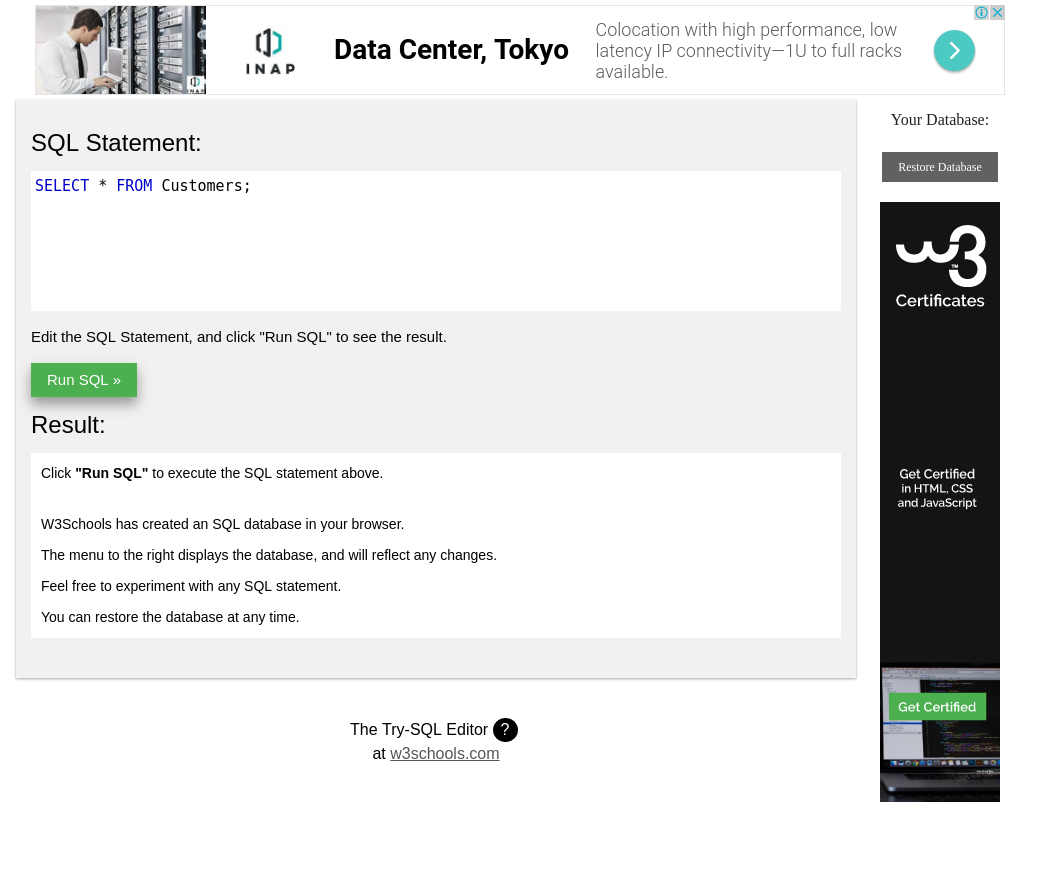 INAP
Data Center, Tokyo
Colocation with high performance, low
latency IP connectivity—1U to full racks
available.
SQL Statement:
SELECT * FROM Customers;
Edit the SQL Statement, and click "Run SQL" to see the result.
Run SQL »
Result:
Click "Run SQL" to execute the SQL statement above.
W3Schools has created an SQL database in your browser.
The menu to the right displays the database, and will reflect any changes.
Feel free to experiment with any SQL statement.
You can restore the database at any time.
The Try-SQL Editor ?
at w3schools.com
Your Database:
Restore Database
w3
™
Certificates
Get Certified
in HTML, CSS
and JavaScript
Get Certified